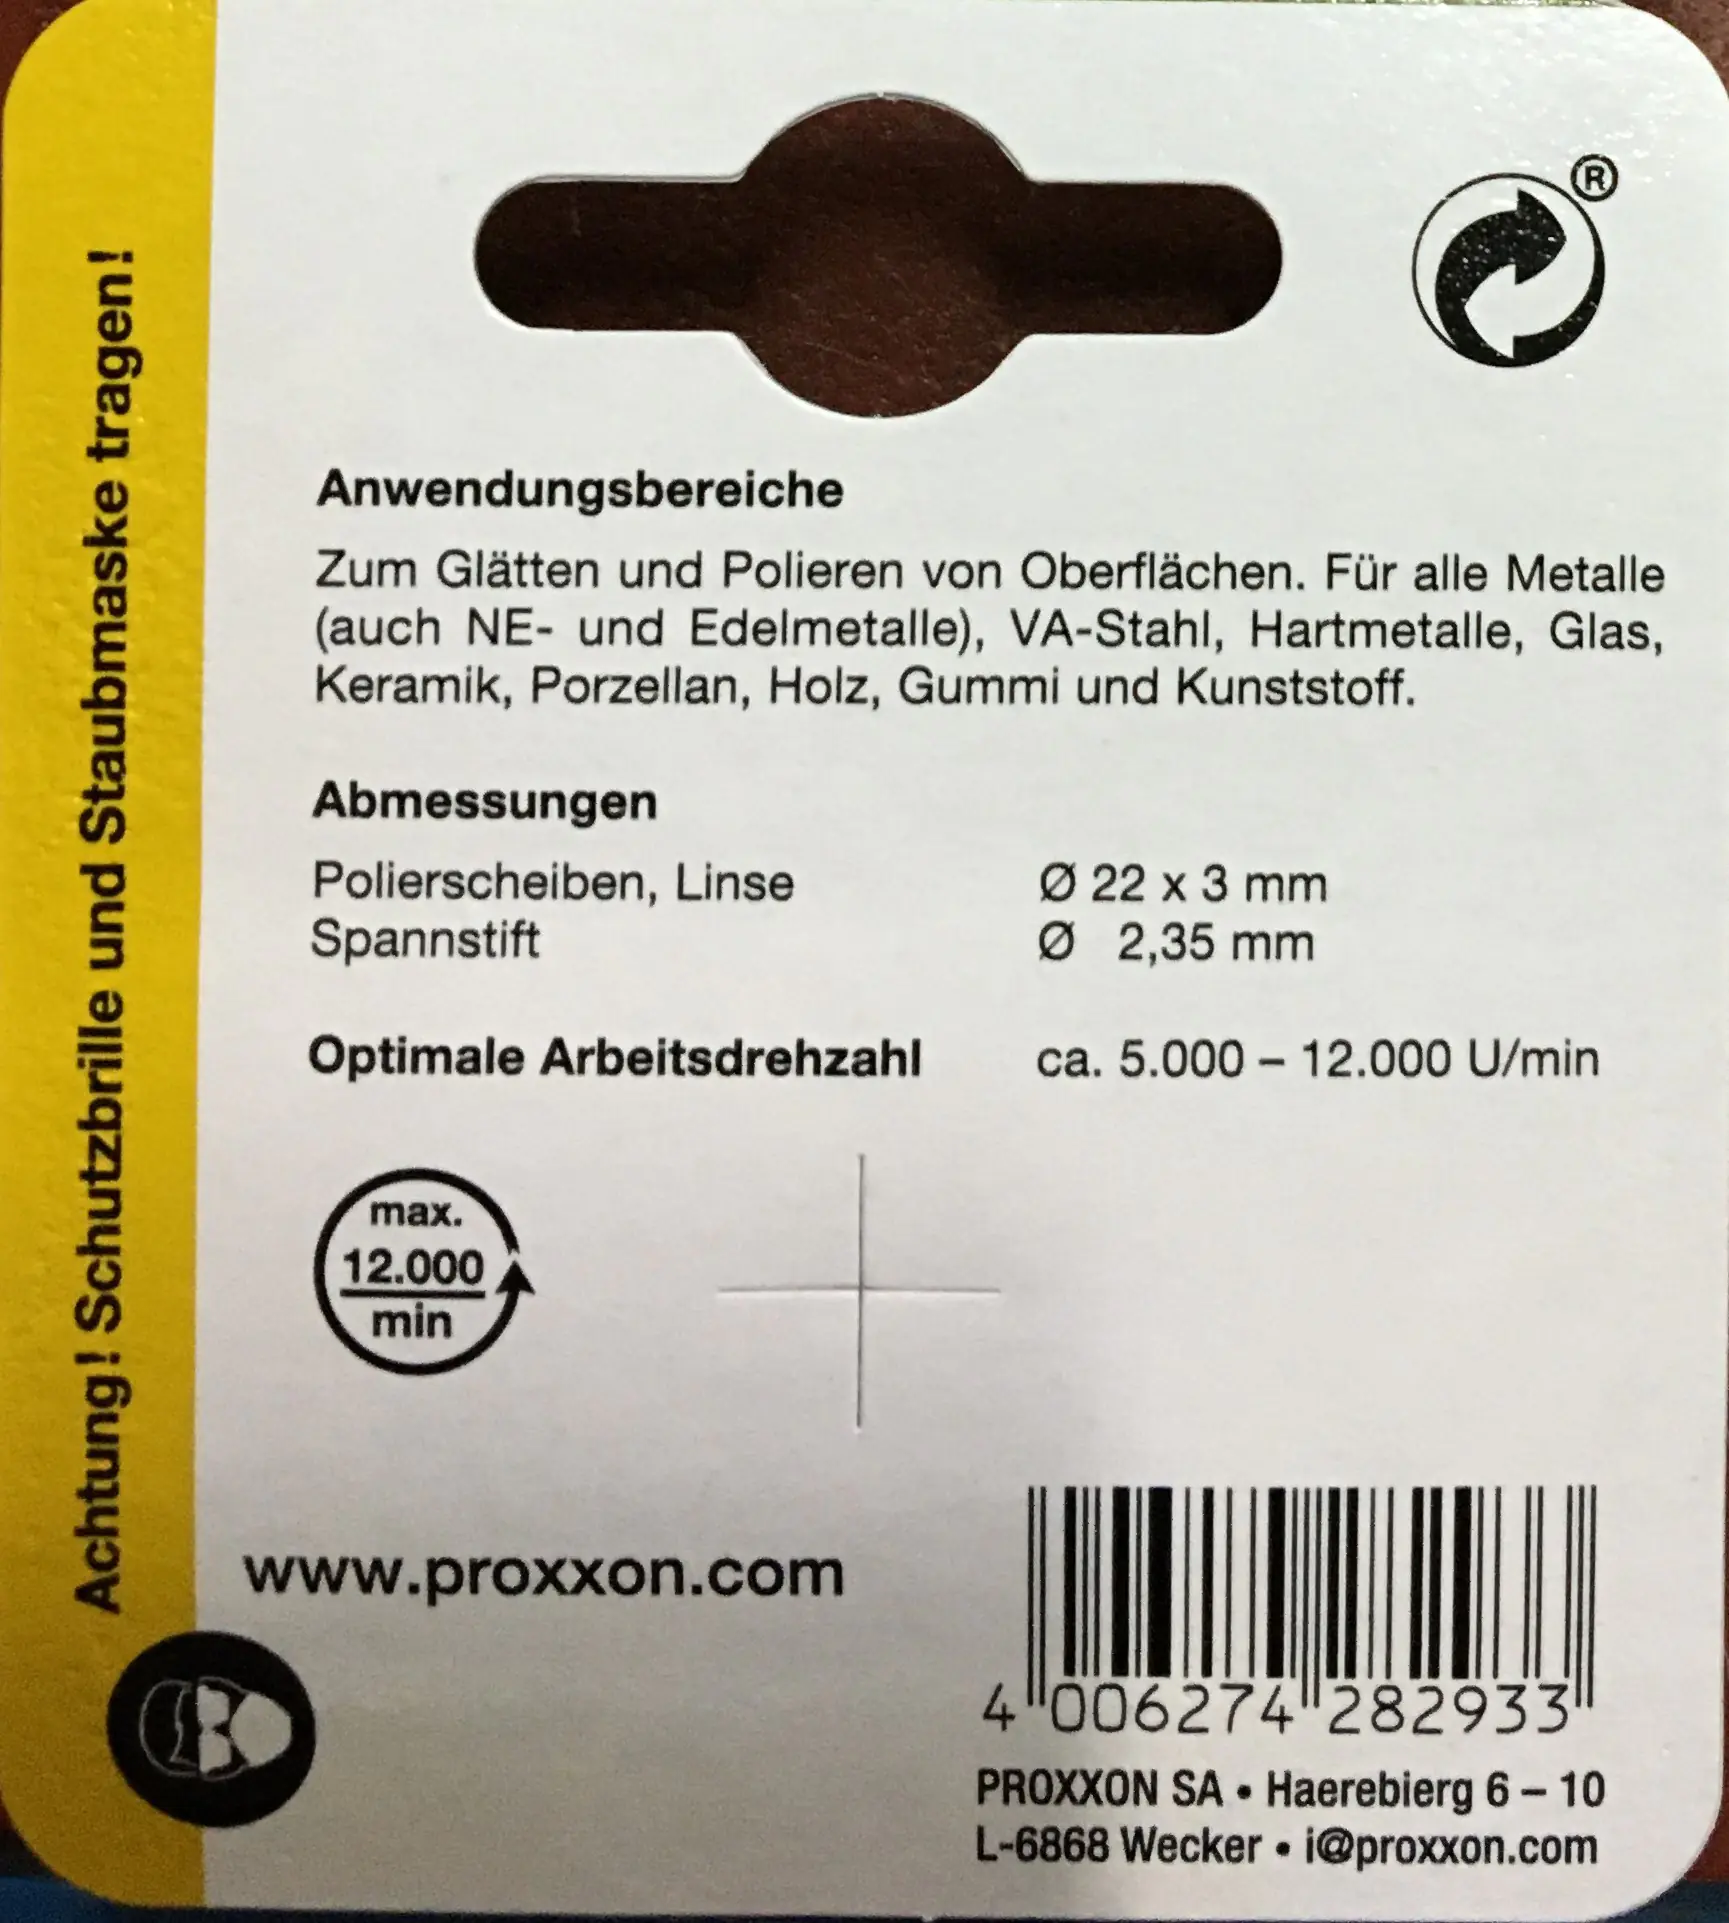 Achtung! Schutzbrille und Staubmaske tragen!
®
Anwendungsbereiche
Zum Glätten und Polieren von Oberflächen. Für alle Metalle
(auch NE- und Edelmetalle), VA-Stahl, Hartmetalle, Glas,
Keramik, Porzellan, Holz, Gummi und Kunststoff.
Abmessungen
Polierscheiben, Linse Ø 22 x 3 mm
Spannstift Ø 2,35 mm
Optimale Arbeitsdrehzahl ca. 5.000 – 12.000 U/min
max.
12.000
min
www.proxxon.com
4 006274 282933
PROXXON SA • Haerebierg 6 – 10
L-6868 Wecker • i@proxxon.com